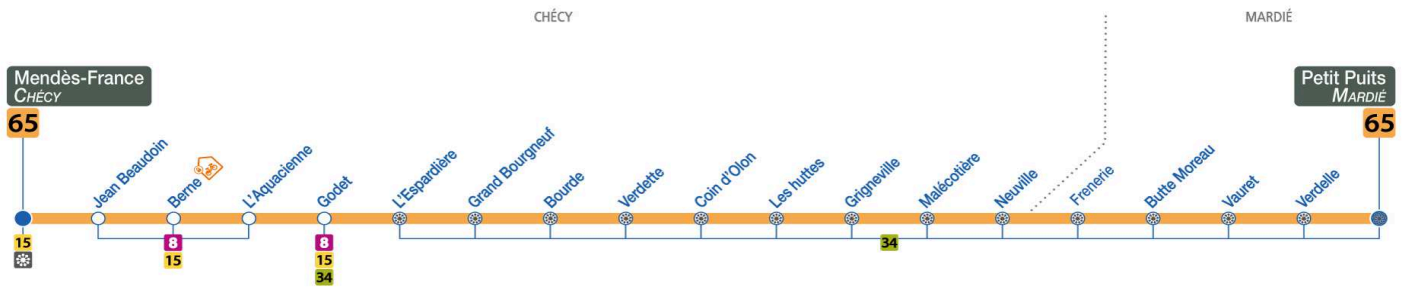 CHÉCY
MARDIÉ
Mendès-France
CHÉCY
65
Petit Puits
MARDIÉ
65
Jean Beaudoin
Berne
L'Aquacienne
Godet
L'Espardière
Grand Bourgneuf
Bourde
Verdette
Coin d'Olon
Les huttes
Grigneville
Malécotière
Neuville
Frenerie
Butte Moreau
Vauret
Verdelle
15
8
15
8
15
34
34